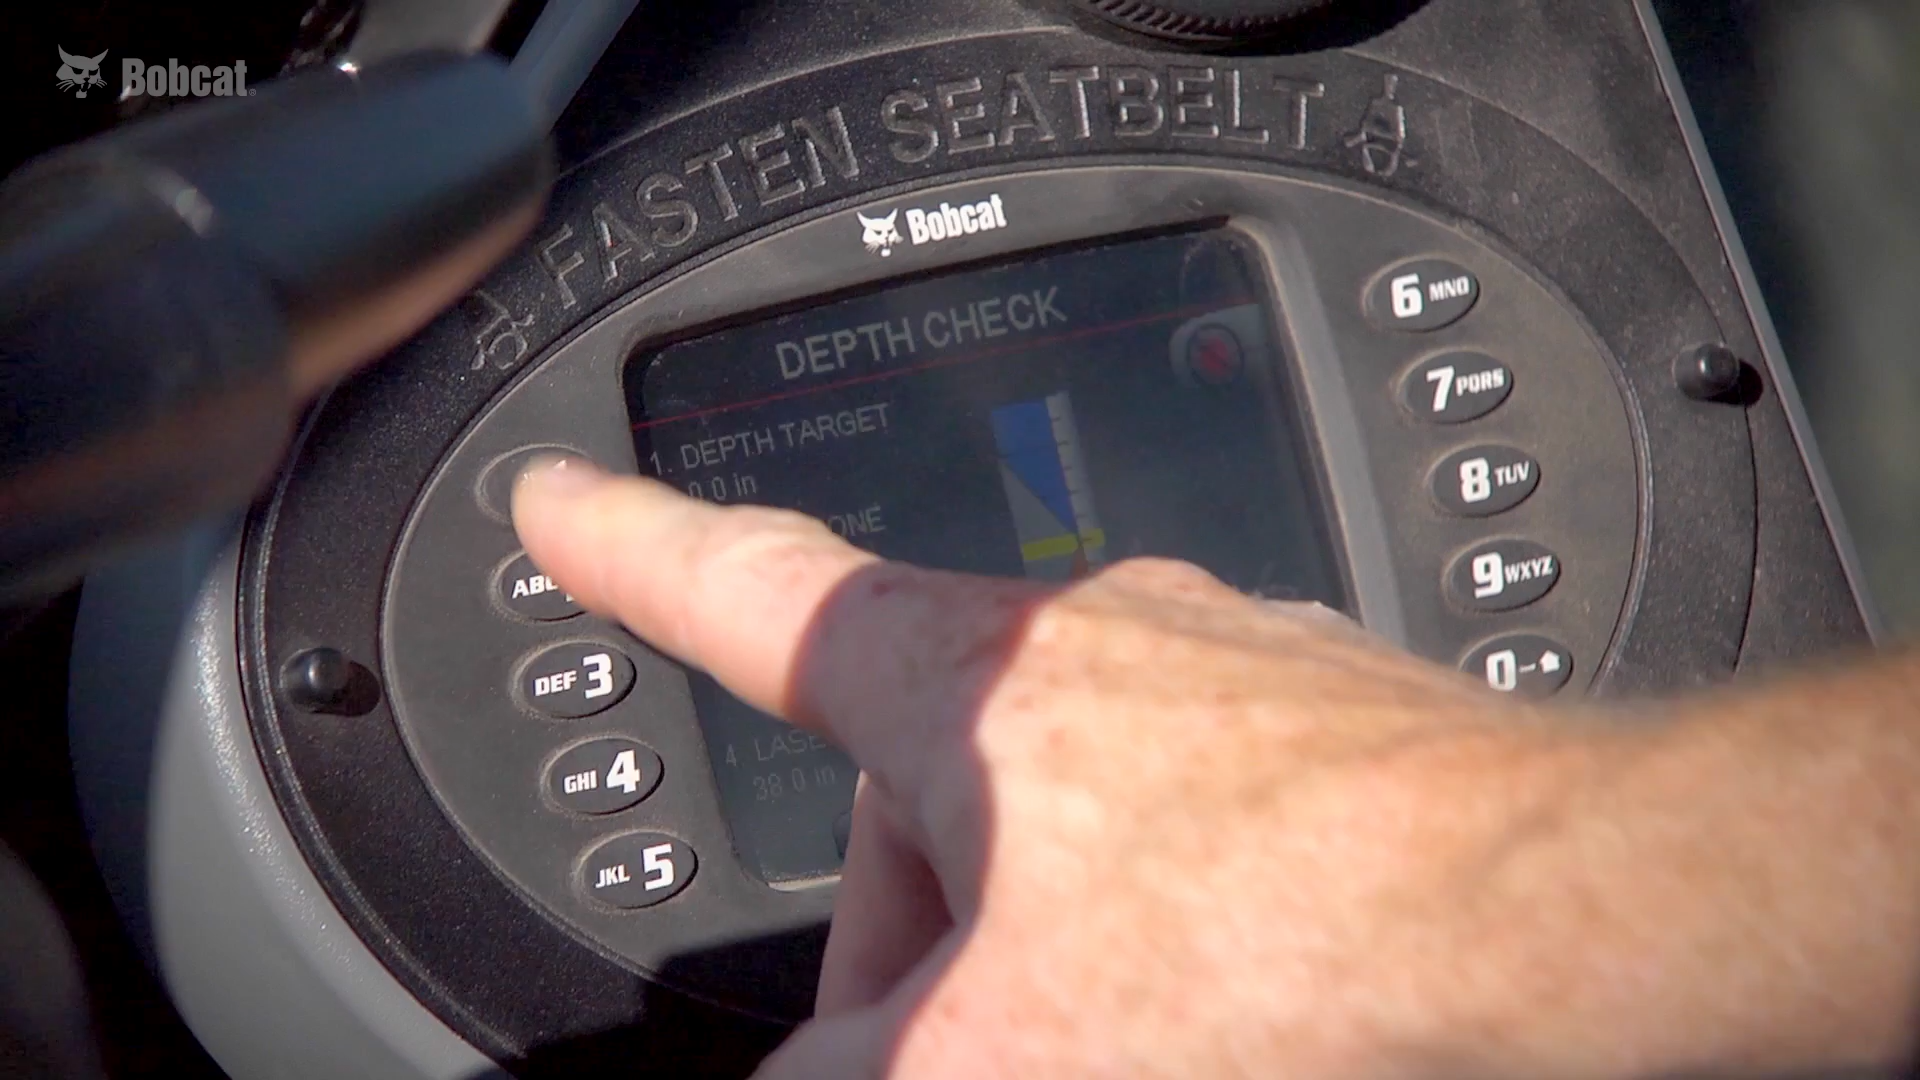 Bobcat
FASTEN SEATBELT
Bobcat
DEPTH CHECK
1. DEPTH TARGET
0.0 in
4 LASE
38.0 in
ABC
DEF 3
GHI 4
JKL 5
6 MNO
7 PQRS
8 TUV
9 WXYZ
0